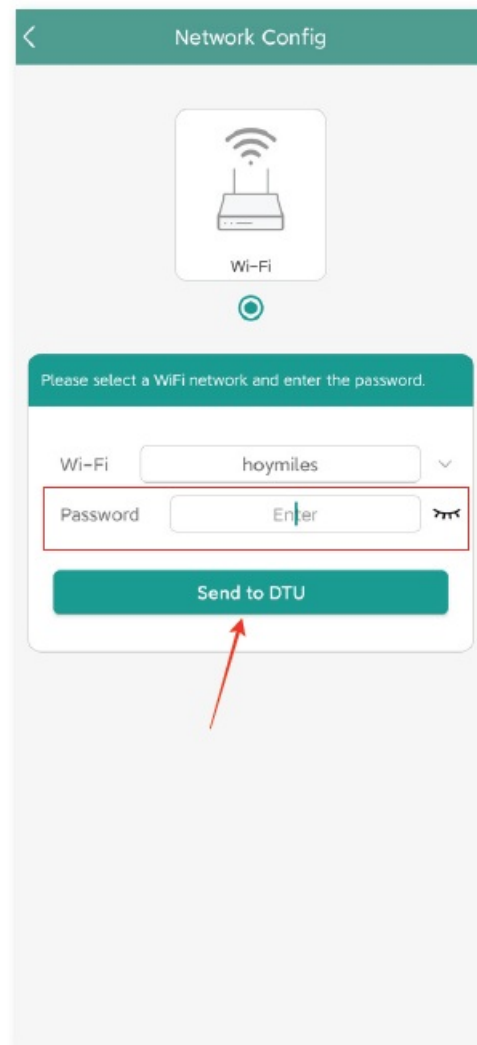 Network Config
Wi-Fi
Please select a WiFi network and enter the password.
Wi-Fi hoymiles
Password Enter
Send to DTU